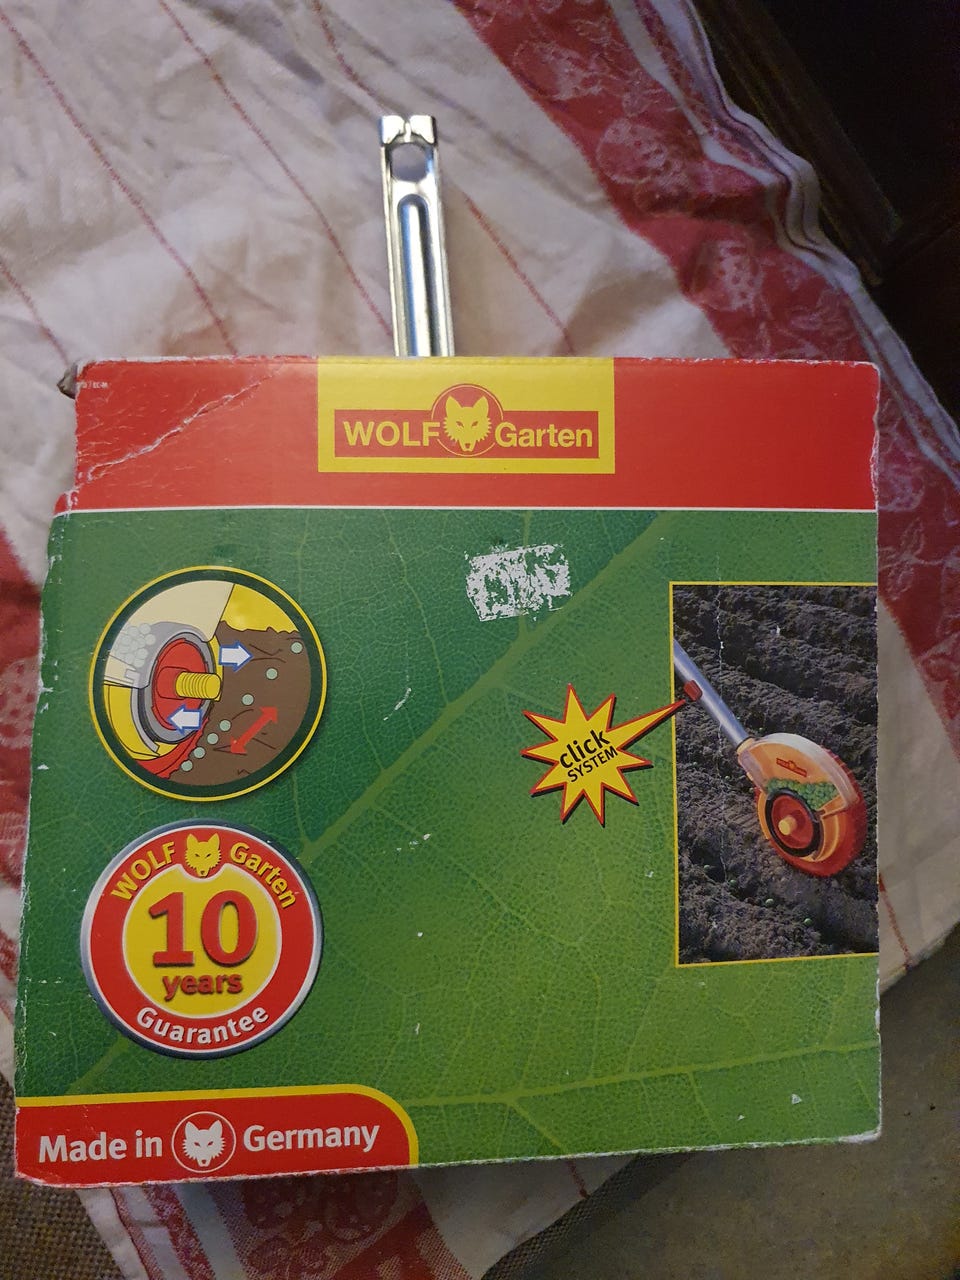 WOLF Garten
click
SYSTEM
WOLF Garten
10
years
Guarantee
Made in Germany